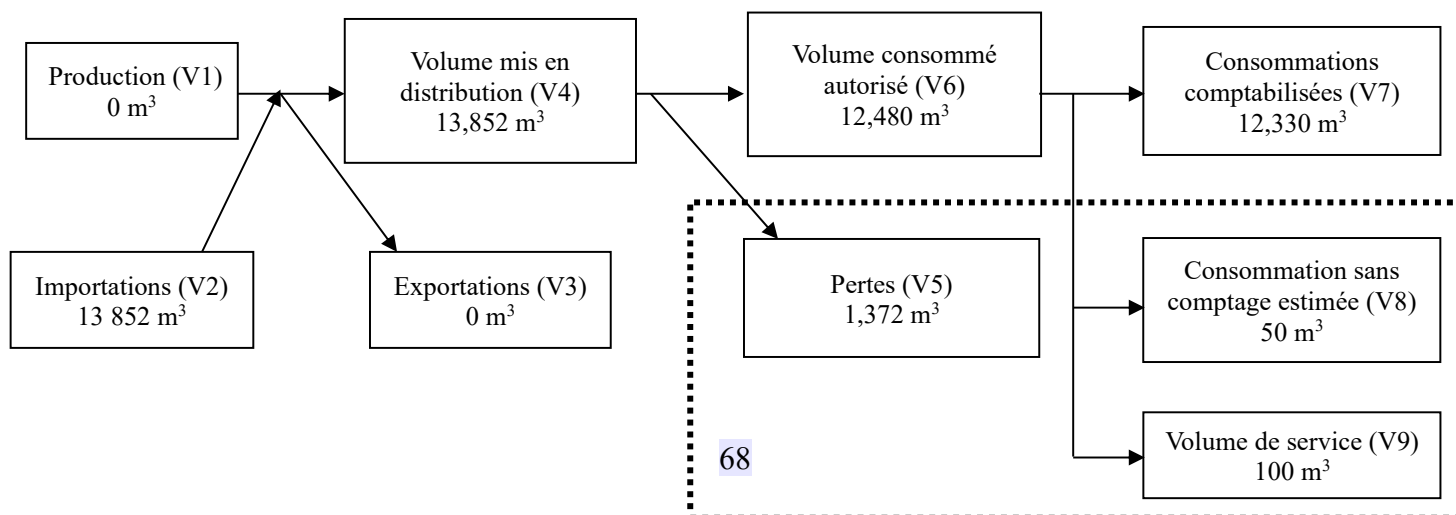 Production (V1)
0 m³
Volume mis en
distribution (V4)
13,852 m³
Volume consommé
autorisé (V6)
12,480 m³
Consommations
comptabilisées (V7)
12,330 m³
Importations (V2)
13 852 m³
Exportations (V3)
0 m³
Pertes (V5)
1,372 m³
Consommation sans
comptage estimée (V8)
50 m³
68
Volume de service (V9)
100 m³